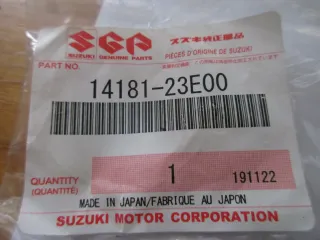 SGP スズキ純正部品
SUZUKI GENUINE PARTS PIECES D'ORIGINE DE SUZUKI
PART NO.
14181-23E00
QUANTITY 1 191122
(QUANTITÉ)
MADE IN JAPAN/FABRIQUE AU JAPON
SUZUKI MOTOR CORPORATION